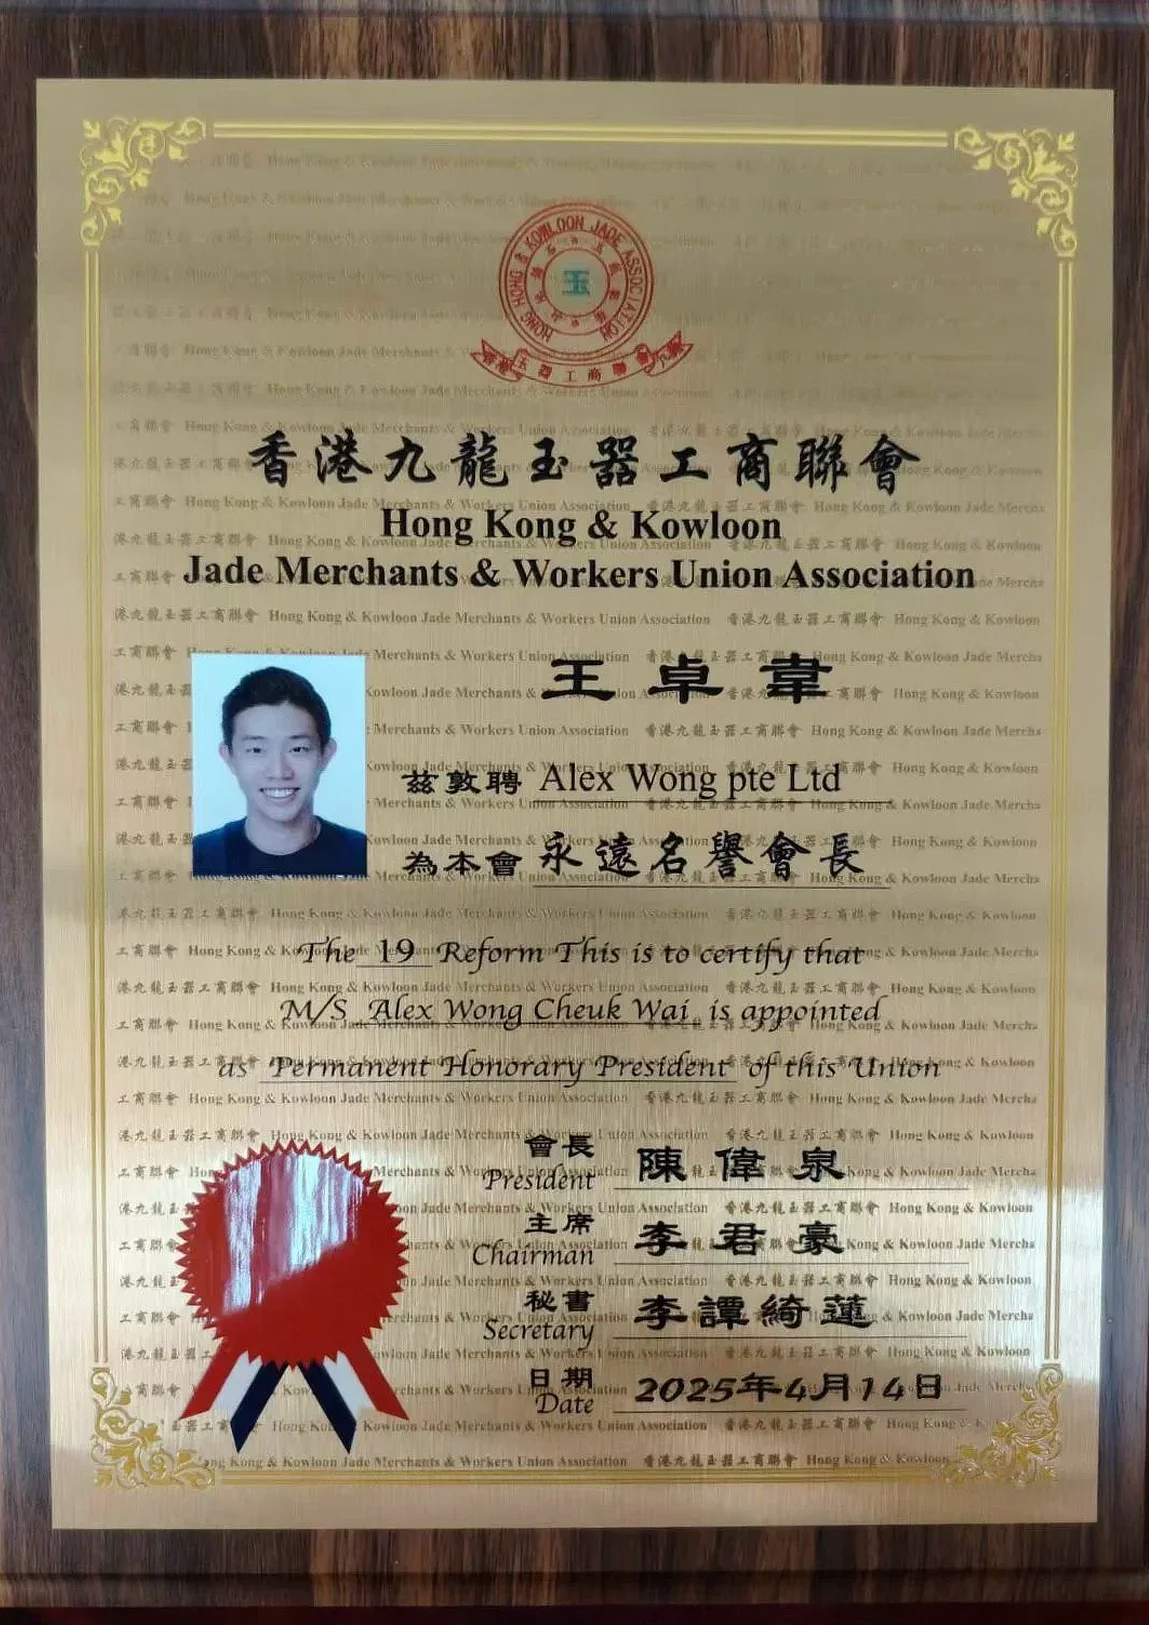 HONG HONG & KOWLOON JADE ASSOCIATION
玉
香港九龍玉器工商聯會
Hong Kong & Kowloon
Jade Merchants & Workers Union Association
王卓韋
茲敦聘 Alex Wong pte Ltd
為本會 永遠名譽會長
The 19 Reform This is to certify that
M/S Alex Wong Cheuk Wai is appointed
as Permanent Honorary President of this Union
會長
President 陳偉泉
主席
Chairman 李君豪
秘書
Secretary 李譚綺蓮
日期
Date 2025年4月14日